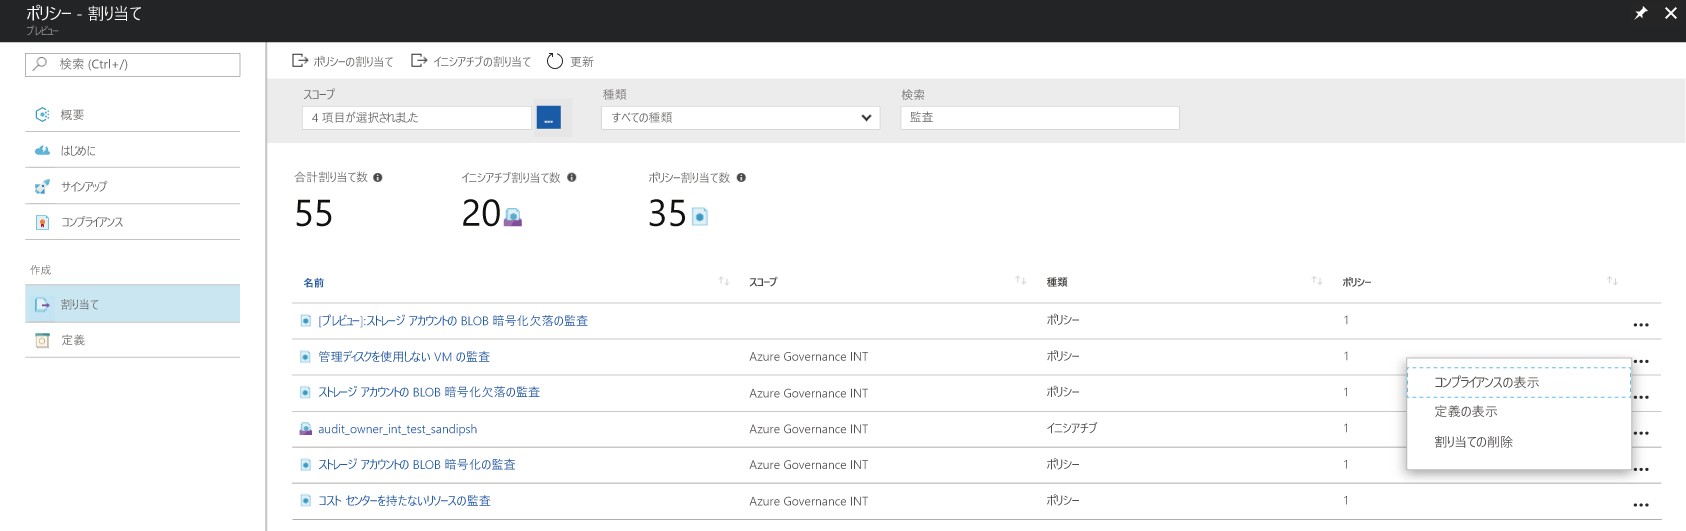 ポリシー - 割り当て
プレビュー
検索 (Ctrl+/)
概要
はじめに
サインアップ
コンプライアンス
作成
割り当て
定義
ポリシーの割り当て イニシアチブの割り当て 更新
スコープ 種類 検索
4 項目が選択されました ... すべての種類 監査
合計割り当て数 イニシアチブ割り当て数 ポリシー割り当て数
55 20 35
名前 スコープ 種類 ポリシー
[プレビュー]:ストレージ アカウントの BLOB 暗号化欠落の監査 ポリシー 1
管理ディスクを使用しない VM の監査 Azure Governance INT ポリシー 1
ストレージ アカウントの BLOB 暗号化欠落の監査 Azure Governance INT ポリシー 1
audit_owner_int_test_sandipsh Azure Governance INT イニシアチブ 1
ストレージ アカウントの BLOB 暗号化の監査 Azure Governance INT ポリシー 1
コスト センターを持たないリソースの監査 Azure Governance INT ポリシー 1
コンプライアンスの表示
定義の表示
割り当ての削除